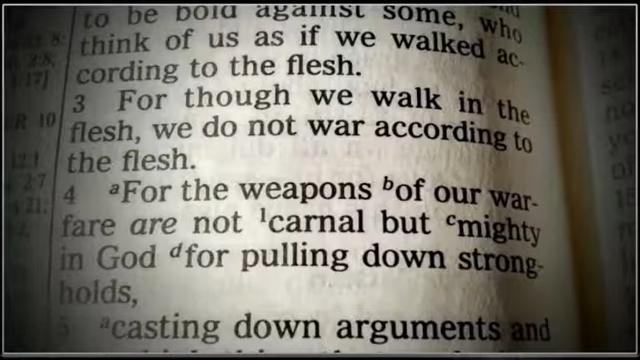 to be bold against some, who
think of us as if we walked ac-
cording to the flesh.
3 For though we walk in the
flesh, we do not war according to
the flesh.
4 ᵃFor the weapons ᵇof our war-
fare are not ¹carnal but ᶜmighty
in God ᵈfor pulling down strong-
holds,
5 ᵃcasting down arguments and